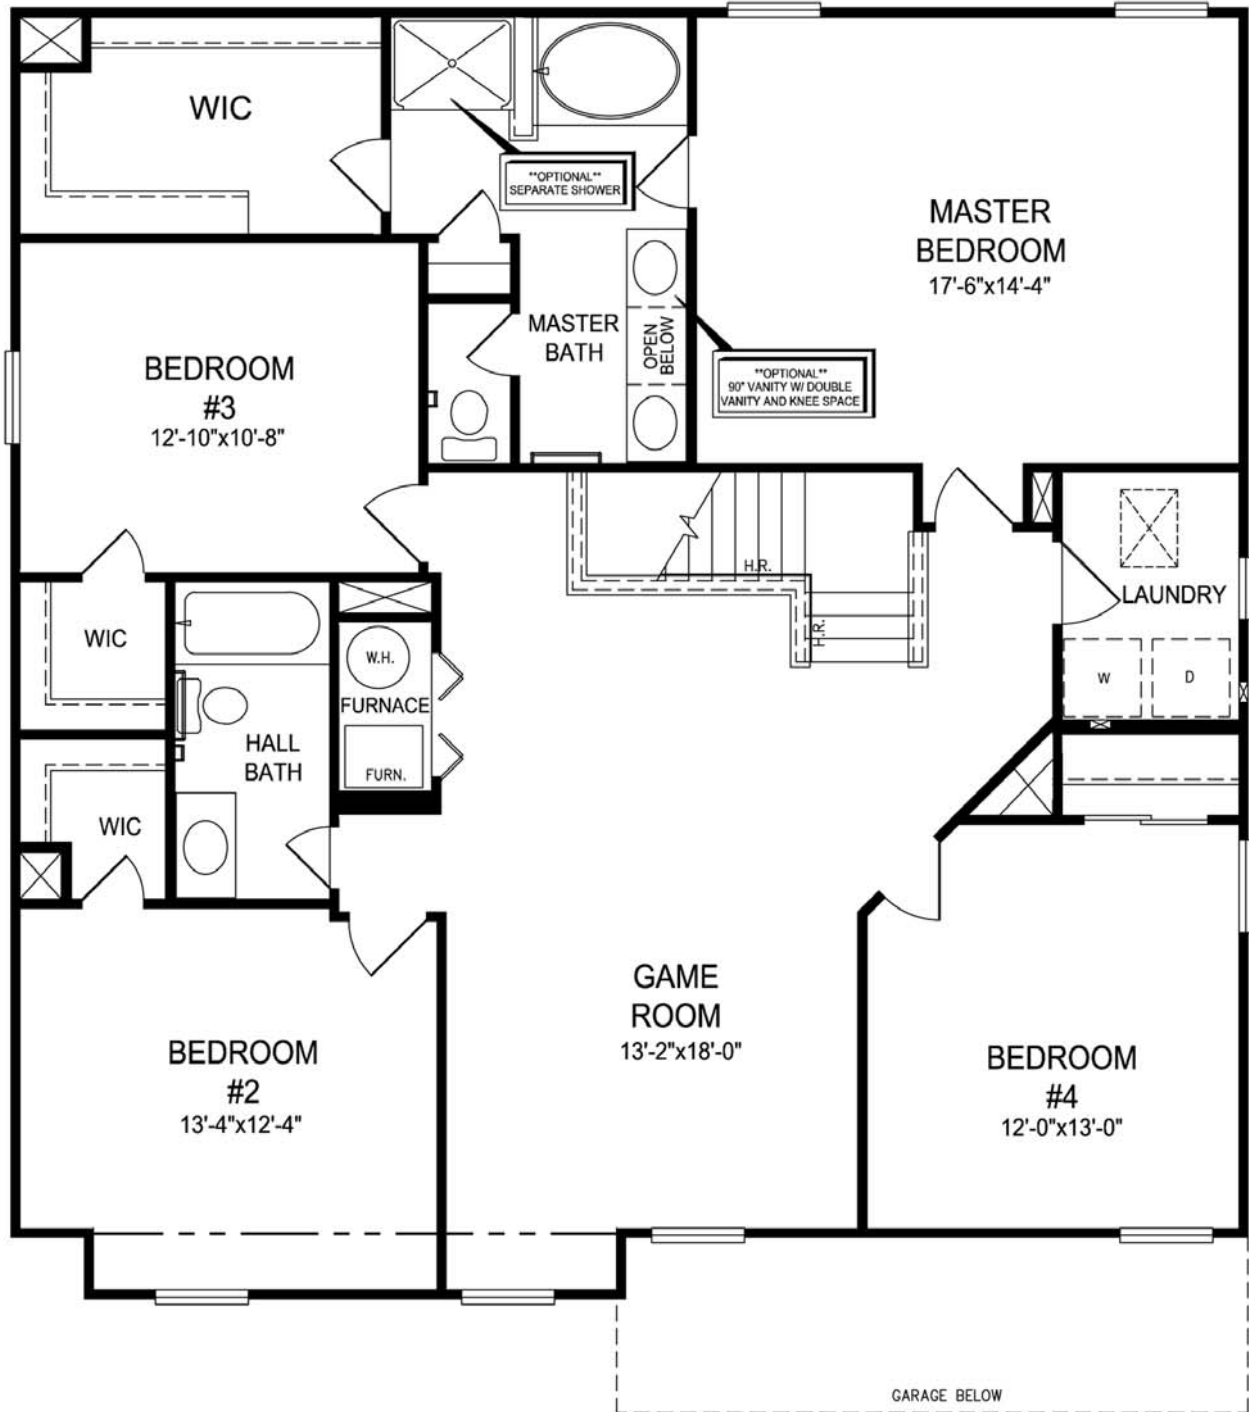 WIC
**OPTIONAL**
SEPARATE SHOWER
MASTER
BEDROOM
17'-6"x14'-4"
MASTER
BATH
OPEN
BELOW
**OPTIONAL**
90" VANITY W/ DOUBLE
VANITY AND KNEE SPACE
BEDROOM
#3
12'-10"x10'-8"
H.R.
H.R.
LAUNDRY
W
D
WIC
W.H.
FURNACE
FURN.
HALL
BATH
WIC
BEDROOM
#2
13'-4"x12'-4"
GAME
ROOM
13'-2"x18'-0"
BEDROOM
#4
12'-0"x13'-0"
GARAGE BELOW